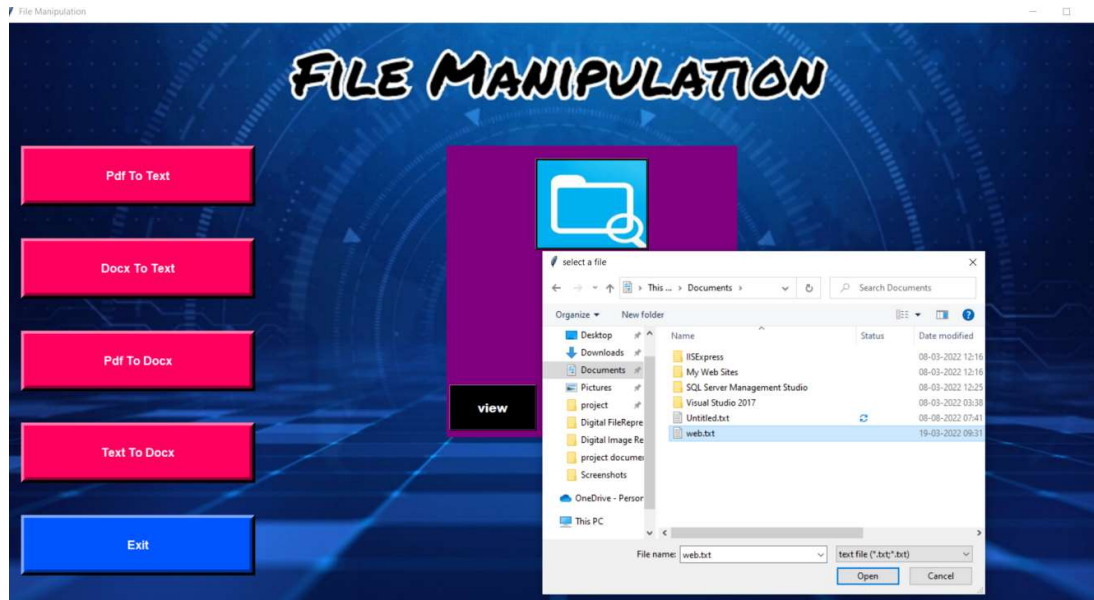 File Manipulation
File Manipulation
Pdf To Text
Docx To Text
Pdf To Docx
Text To Docx
Exit
view
select a file
This ... > Documents >
Search Documents
Organize
New folder
Desktop
Downloads
Documents
Pictures
project
Digital FileRepre
Digital Image Re
project documen
Screenshots
OneDrive - Person
This PC
Name Status Date modified
IISExpress 08-03-2022 12:16
My Web Sites 08-03-2022 12:16
SQL Server Management Studio 08-03-2022 12:25
Visual Studio 2017 08-03-2022 03:38
Untitled.txt 08-08-2022 07:41
web.txt 19-03-2022 09:31
File name: web.txt
text file (*.txt;*.txt)
Open
Cancel